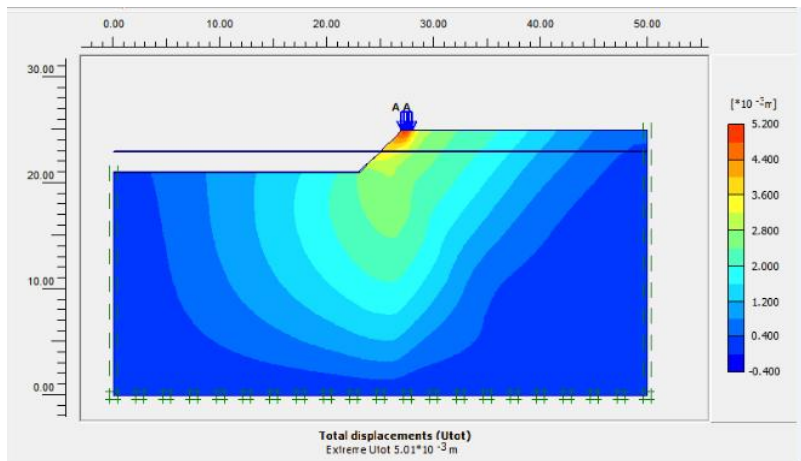 0.00 10.00 20.00 30.00 40.00 50.00
30.00
20.00
10.00
0.00
A A
[*10 -3m]
5.200
4.400
3.600
2.800
2.000
1.200
0.400
-0.400
Total displacements (Utot)
Extreme Utot 5.01*10 -3 m